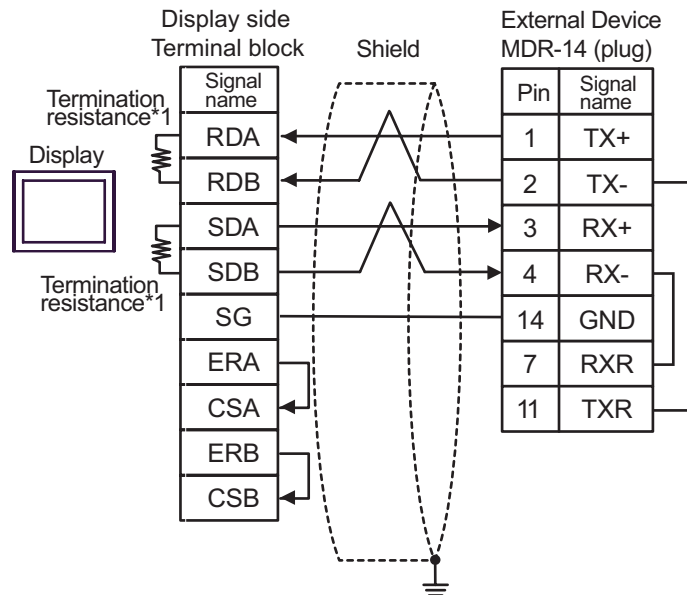 Display side
Terminal block
Shield
External Device
MDR-14 (plug)
Termination
resistance*1
Display
Termination
resistance*1
Signal
name
RDA
RDB
SDA
SDB
SG
ERA
CSA
ERB
CSB
Pin Signal
name
1 TX+
2 TX-
3 RX+
4 RX-
14 GND
7 RXR
11 TXR